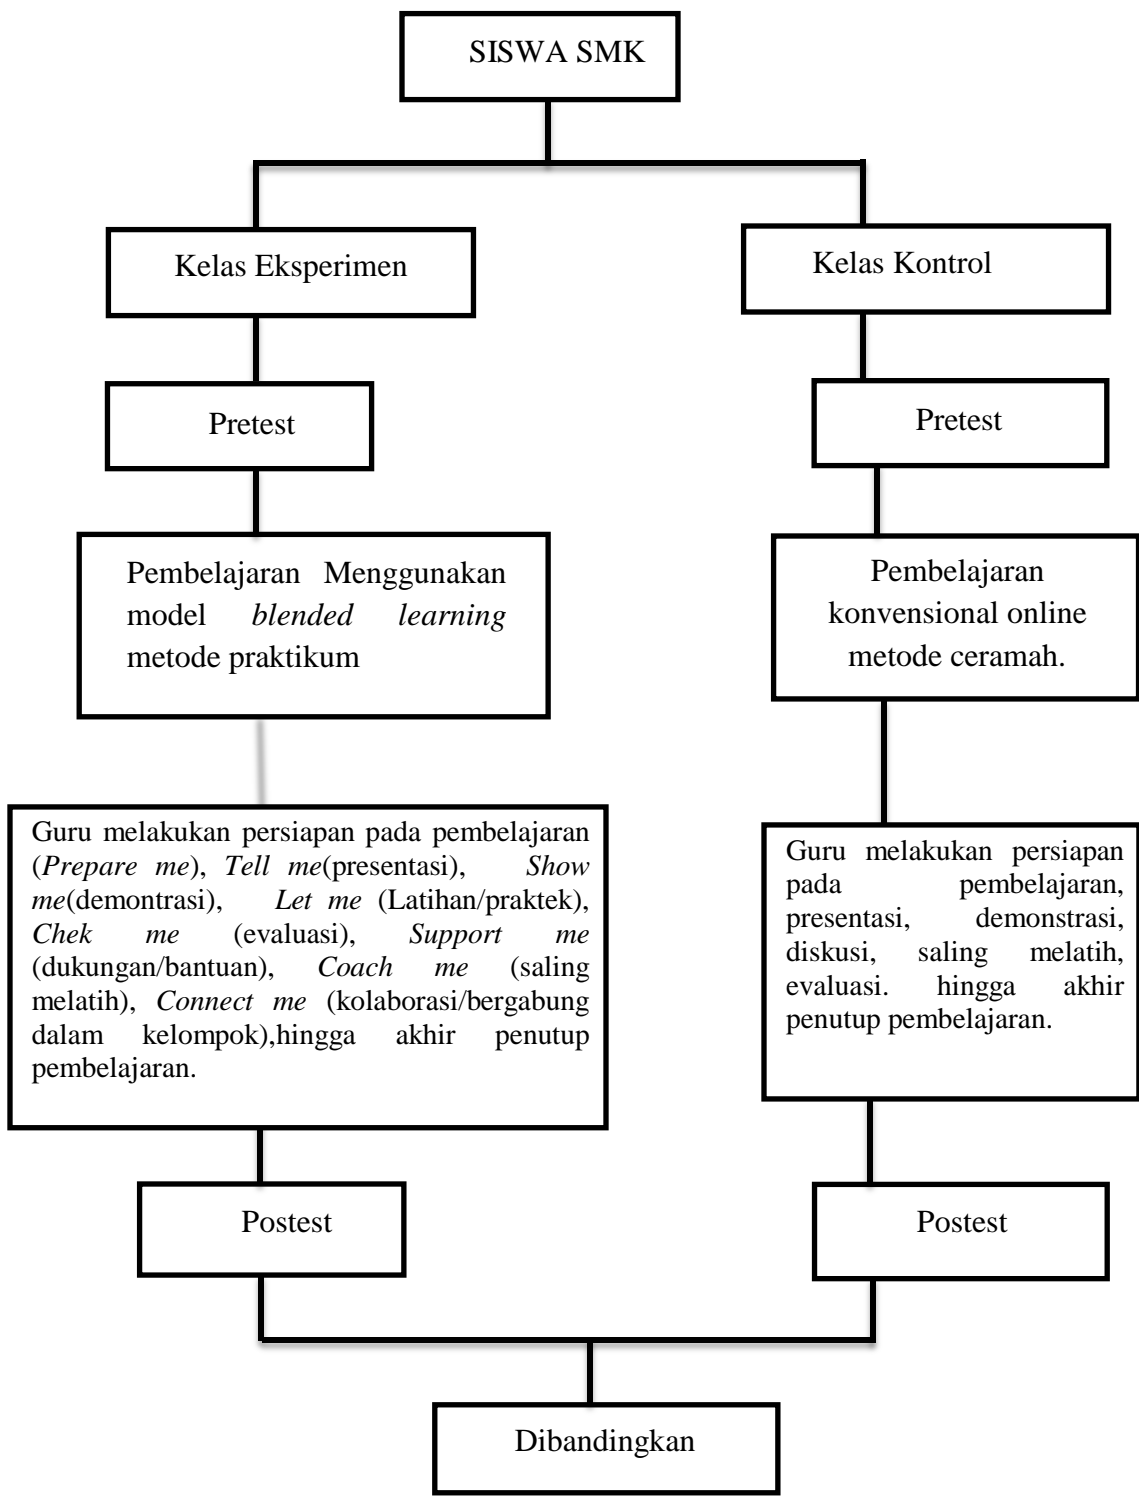 SISWA SMK
Kelas Eksperimen
Kelas Kontrol
Pretest
Pretest
Pembelajaran Menggunakan
model blended learning
metode praktikum
Pembelajaran
konvensional online
metode ceramah.
Guru melakukan persiapan pada pembelajaran
(Prepare me), Tell me(presentasi), Show
me(demontrasi), Let me (Latihan/praktek),
Chek me (evaluasi), Support me
(dukungan/bantuan), Coach me (saling
melatih), Connect me (kolaborasi/bergabung
dalam kelompok),hingga akhir penutup
pembelajaran.
Guru melakukan persiapan
pada pembelajaran,
presentasi, demonstrasi,
diskusi, saling melatih,
evaluasi. hingga akhir
penutup pembelajaran.
Postest
Postest
Dibandingkan